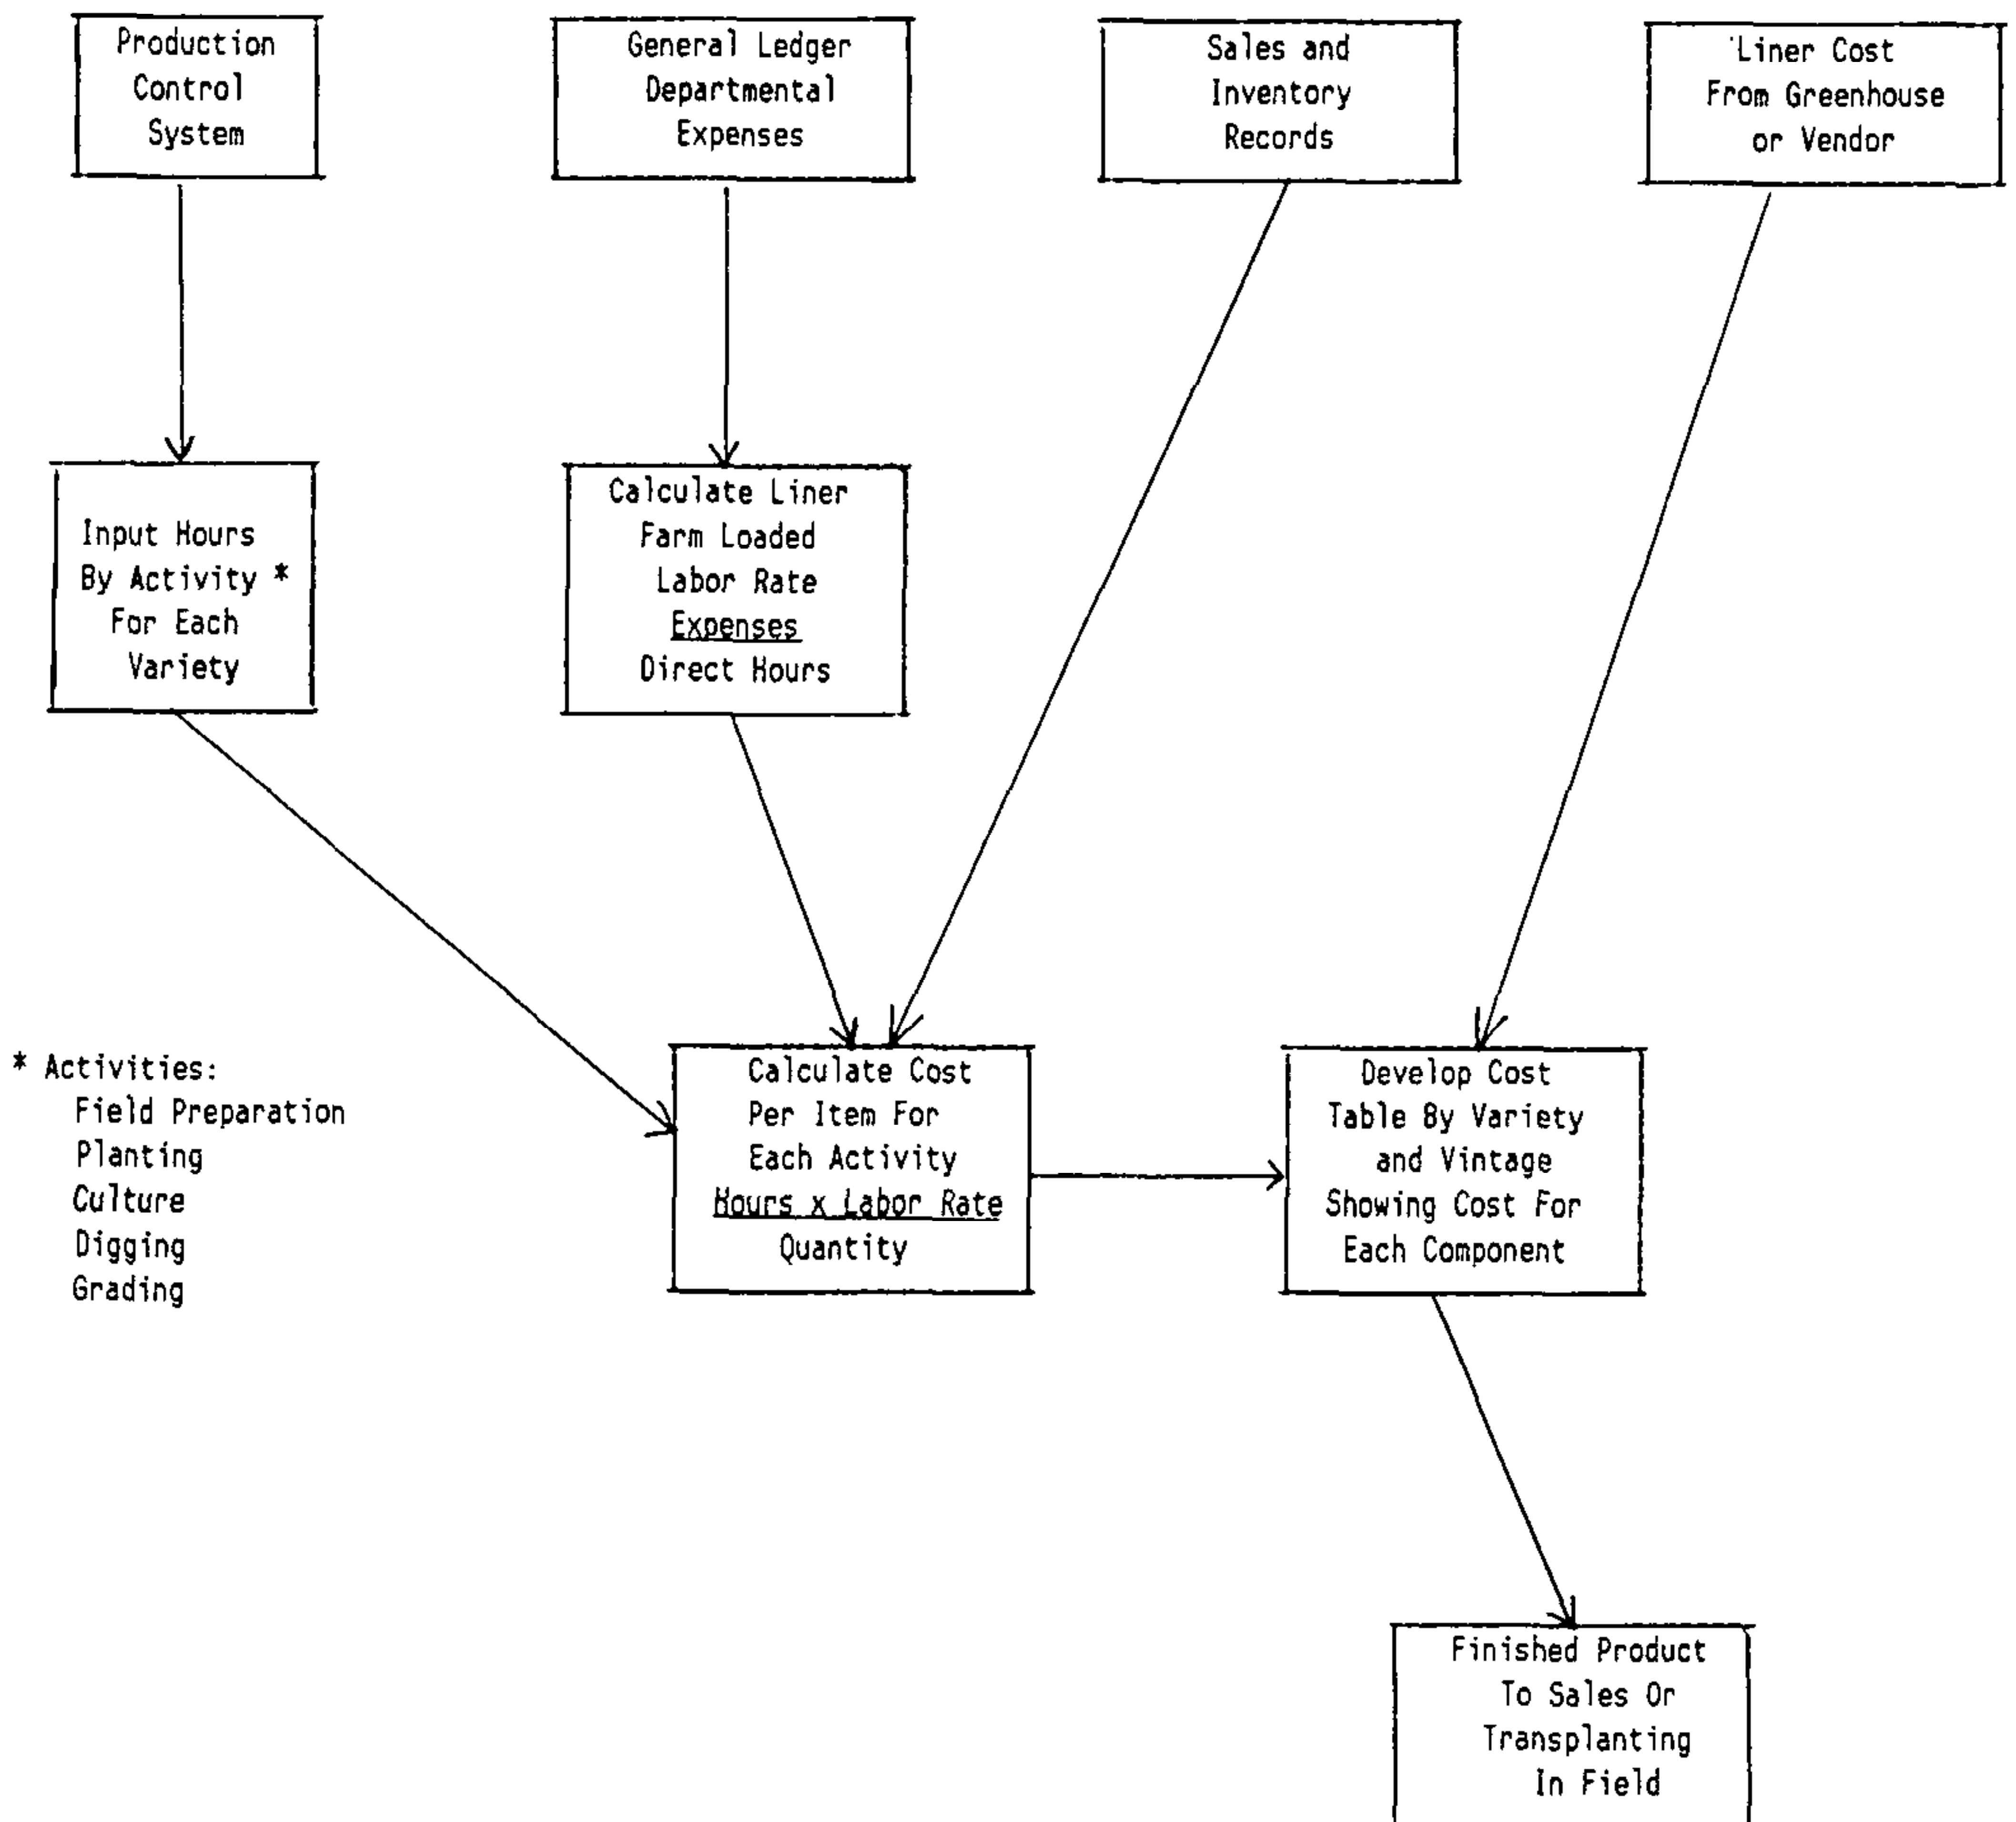 Production
Control
System
General Ledger
Departmental
Expenses
Sales and
Inventory
Records
Liner Cost
From Greenhouse
or Vendor
Input Hours
By Activity *
For Each
Variety
Calculate Liner
Farm Loaded
Labor Rate
Expenses
Direct Hours
* Activities:
Field Preparation
Planting
Culture
Digging
Grading
Calculate Cost
Per Item For
Each Activity
Hours x Labor Rate
Quantity
Develop Cost
Table By Variety
and Vintage
Showing Cost For
Each Component
Finished Product
To Sales Or
Transplanting
In Field